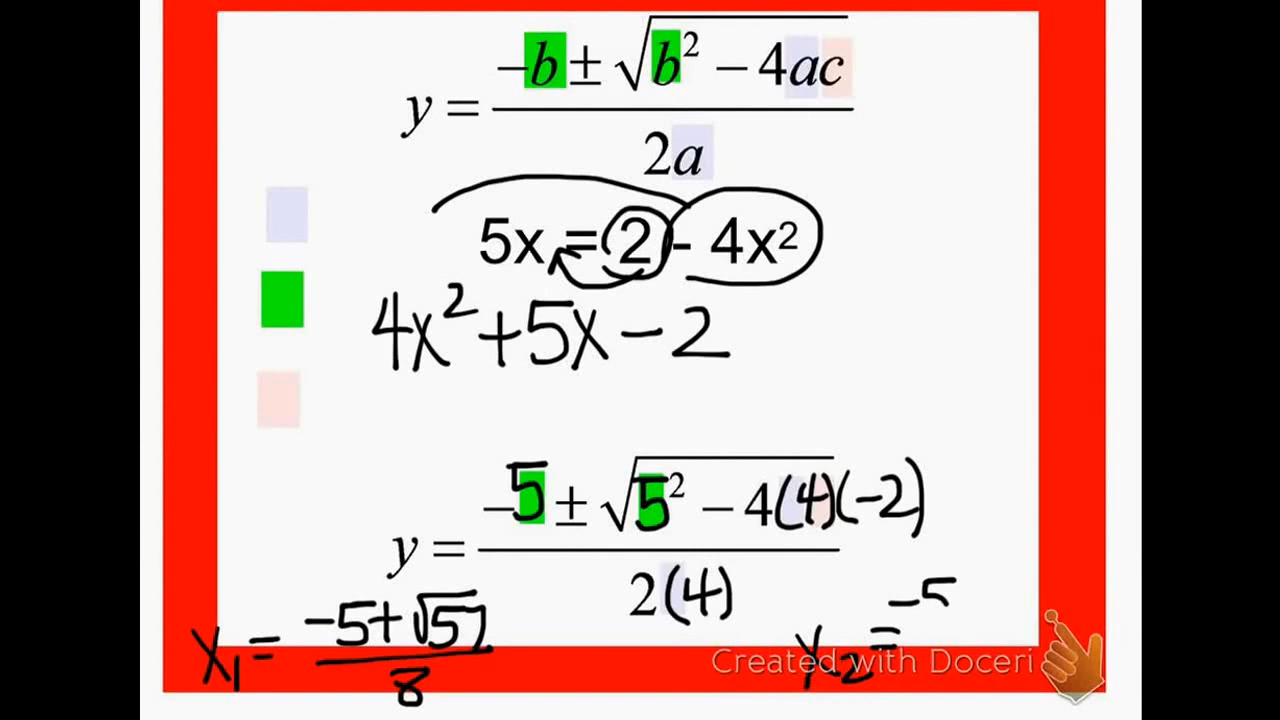 y = (-b ± √(b² - 4ac)) / 2a
5x = 2 - 4x²
4x² + 5x - 2
y = (-5 ± √(5² - 4(4)(-2))) / 2(4)
x₁ = (-5 + √57) / 8
x₂ = -5
Created with Doceri